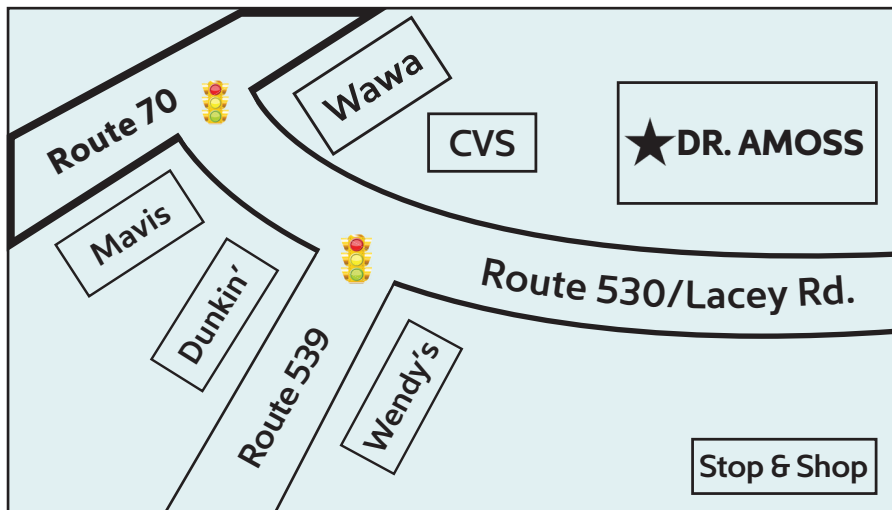 Route 70
Wawa
CVS
★ DR. AMOSS
Mavis
Dunkin’
Route 539
Wendy’s
Route 530/Lacey Rd.
Stop & Shop